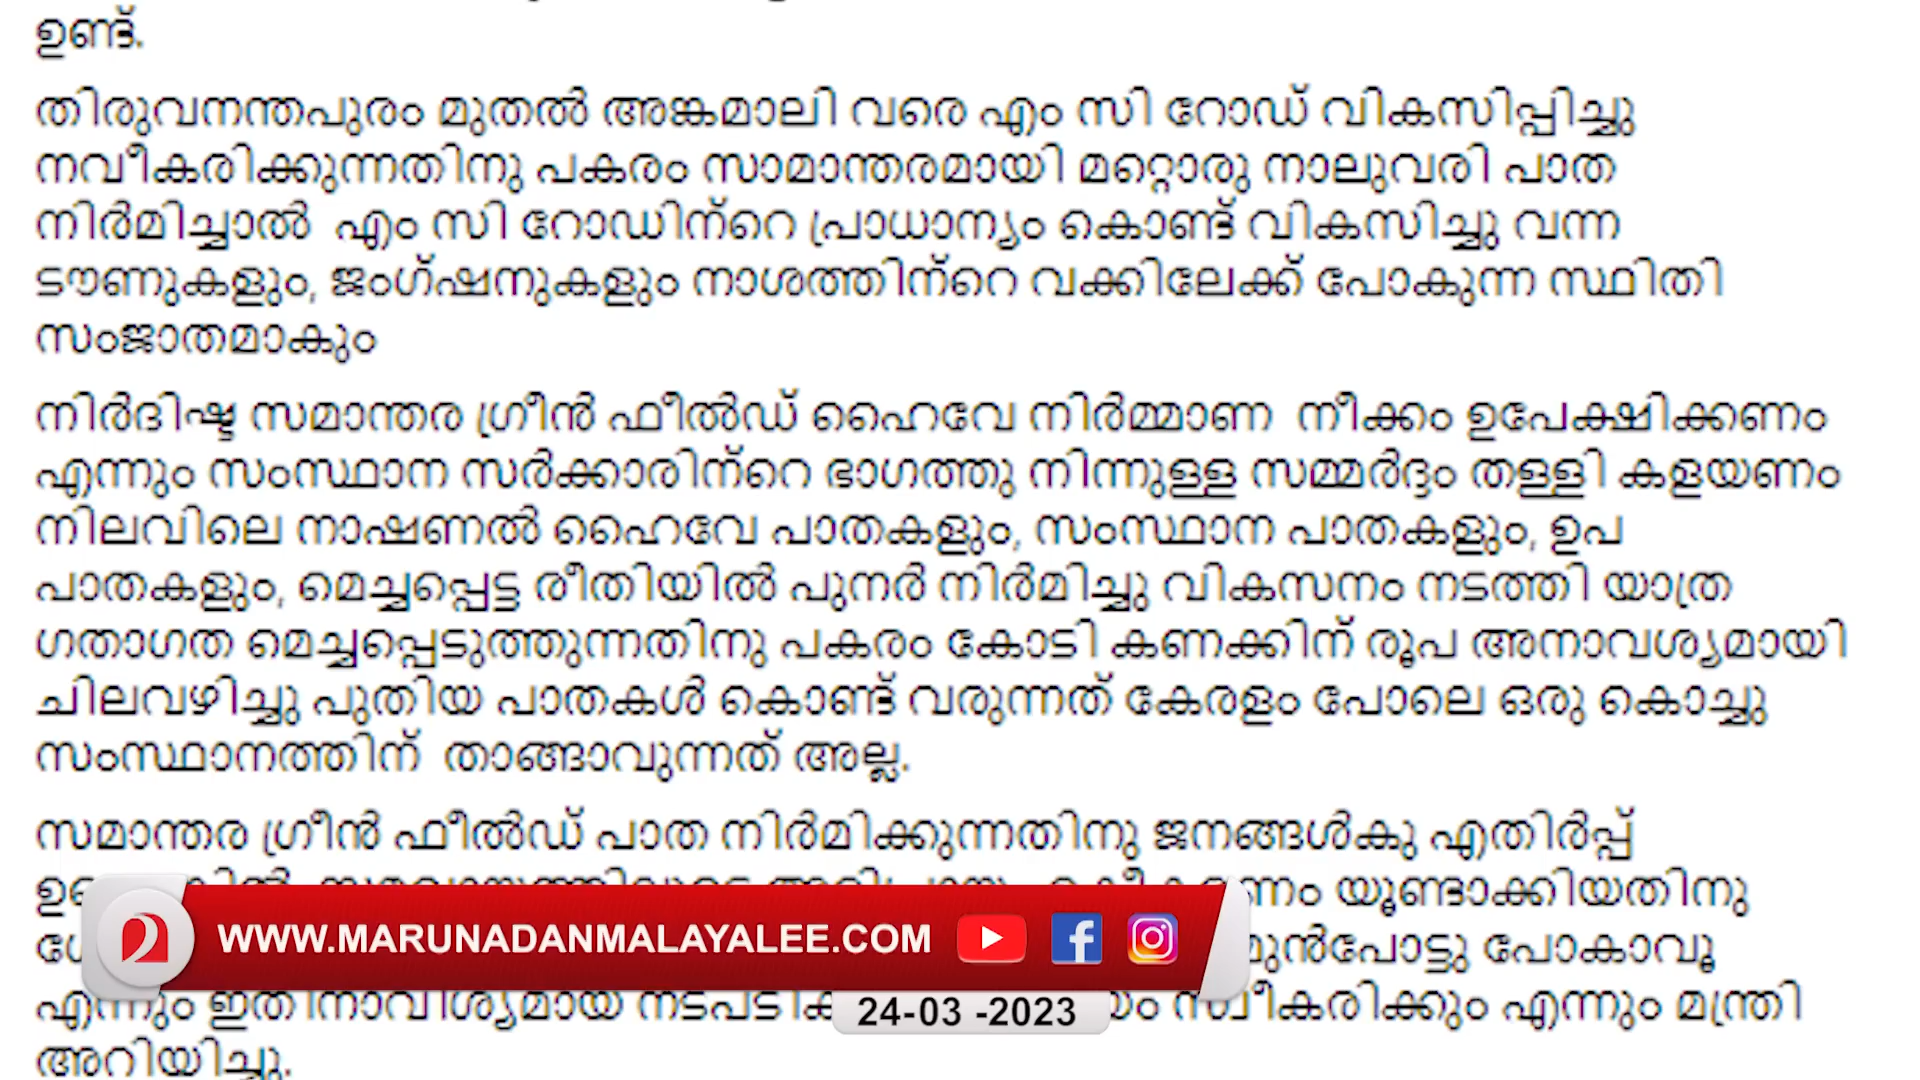 ഉണ്ട്.
തിരുവനന്തപുരം മുതൽ അങ്കമാലി വരെ എം സി റോഡ് വികസിപ്പിച്ചു
നവീകരിക്കുന്നതിനു പകരം സാമാന്തരമായി മറ്റൊരു നാലുവരി പാത
നിർമിച്ചാൽ എം സി റോഡിന്റെ പ്രാധാന്യം കൊണ്ട് വികസിച്ചു വന്ന
ടൗണുകളും, ജംഗ്ഷനുകളും നാശത്തിന്റെ വക്കിലേക്ക് പോകുന്ന സ്ഥിതി
സംജാതമാകും
നിർദിഷ്ട സമാന്തര ഗ്രീൻ ഫീൽഡ് ഹൈവേ നിർമ്മാണ നീക്കം ഉപേക്ഷിക്കണം
എന്നും സംസ്ഥാന സർക്കാരിന്റെ ഭാഗത്തു നിന്നുള്ള സമ്മർദ്ദം തള്ളി കളയണം
നിലവിലെ നാഷണൽ ഹൈവേ പാതകളും, സംസ്ഥാന പാതകളും, ഉപ
പാതകളും, മെച്ചപ്പെട്ട രീതിയിൽ പുനർ നിർമിച്ചു വികസനം നടത്തി യാത്ര
ഗതാഗത മെച്ചപ്പെടുത്തുന്നതിനു പകരം കോടി കണക്കിന് രൂപ അനാവശ്യമായി
ചിലവഴിച്ചു പുതിയ പാതകൾ കൊണ്ട് വരുന്നത് കേരളം പോലെ ഒരു കൊച്ചു
സംസ്ഥാനത്തിന് താങ്ങാവുന്നത് അല്ല.
സമാന്തര ഗ്രീൻ ഫീൽഡ് പാത നിർമിക്കുന്നതിനു ജനങ്ങൾകു എതിർപ്പ്
യൂണ്ടാക്കിയതിനു
മുൻപോട്ടു പോകാവൂ
എന്നും ഇതിനാവിശ്യമായ സ്വീകരിക്കും എന്നും മന്ത്രി
അറിയിച്ചു.
WWW.MARUNADANMALAYALEE.COM
24-03 -2023